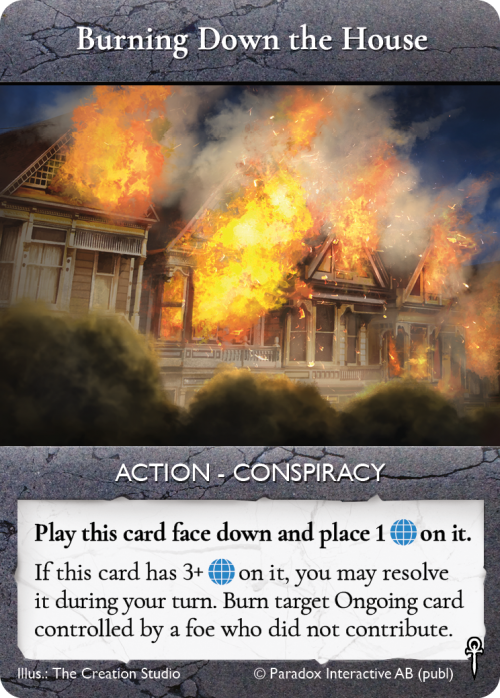 Burning Down the House
ACTION - CONSPIRACY
Play this card face down and place 1 on it.
If this card has 3+ on it, you may resolve
it during your turn. Burn target Ongoing card
controlled by a foe who did not contribute.
Illus.: The Creation Studio © Paradox Interactive AB (publ)